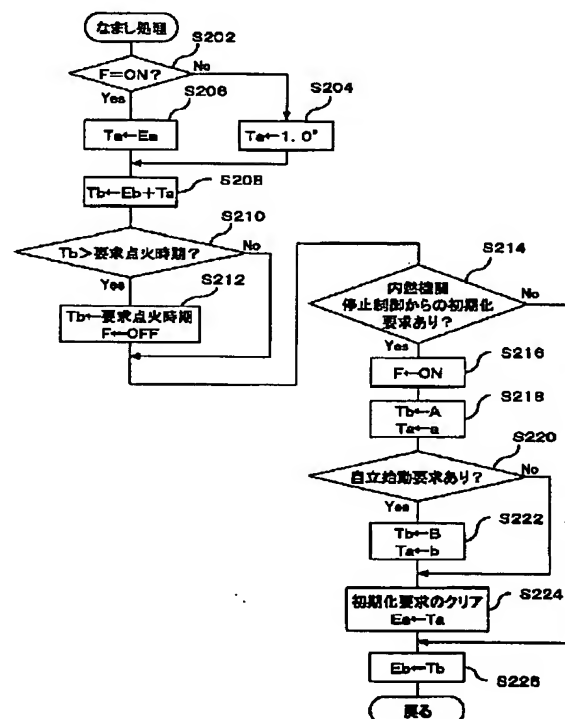 なまし処理
S202
F=ON?
No
Yes
S206
S204
Ta←Ea
Ta←1.0°
S208
Tb←Eb+Ta
S210
Tb>要求点火時期?
No
Yes
S212
Tb←要求点火時期
F←OFF
S214
内燃機関
停止制御からの初期化
要求あり?
No
Yes
S216
F←ON
S218
Tb←A
Ta←a
S220
自立始動要求あり?
No
Yes
S222
Tb←B
Ta←b
S224
初期化要求のクリア
Ea←Ta
S226
Eb←Tb
戻る